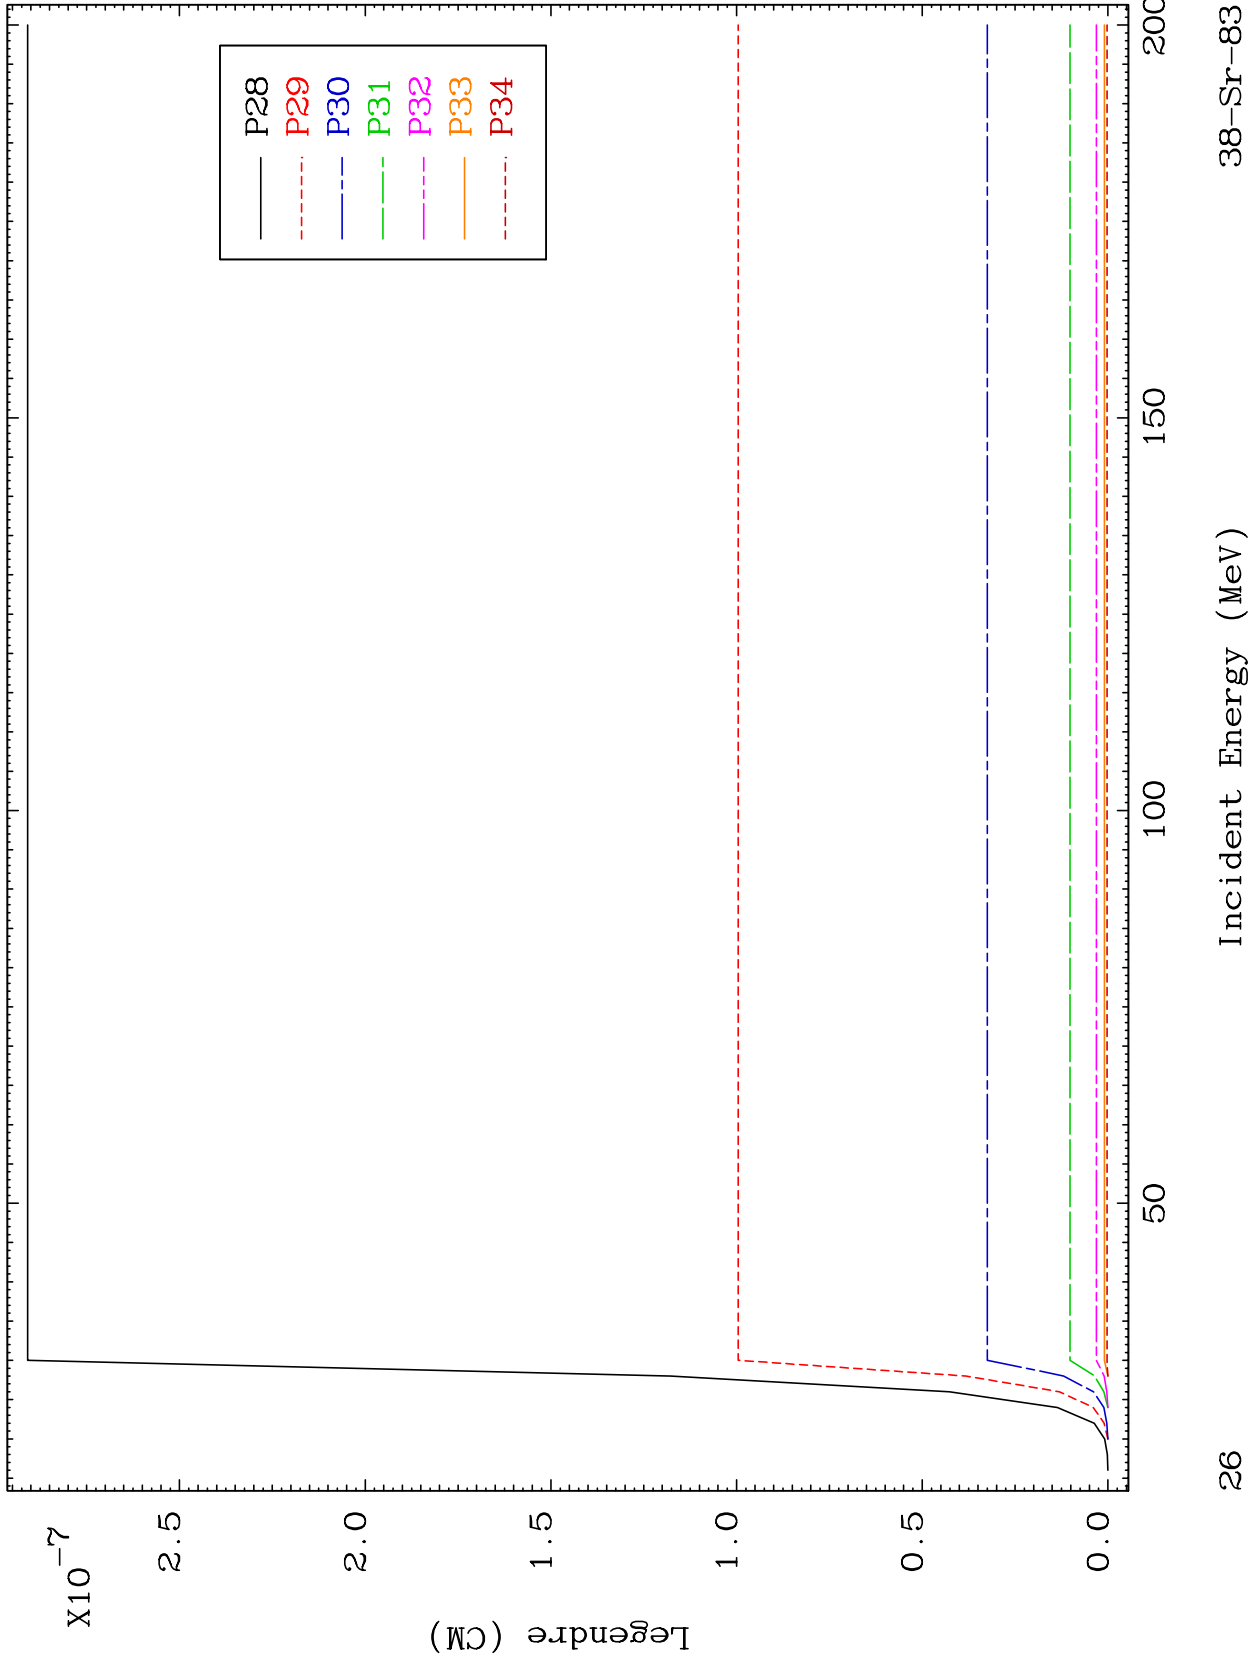 X10-7
2.5
2.0
1.5
1.0
0.5
0.0
Legendre (CM)
P28
P29
P30
P31
P32
P33
P34
50
100
150
200
Incident Energy (MeV)
26
38-Sr-83